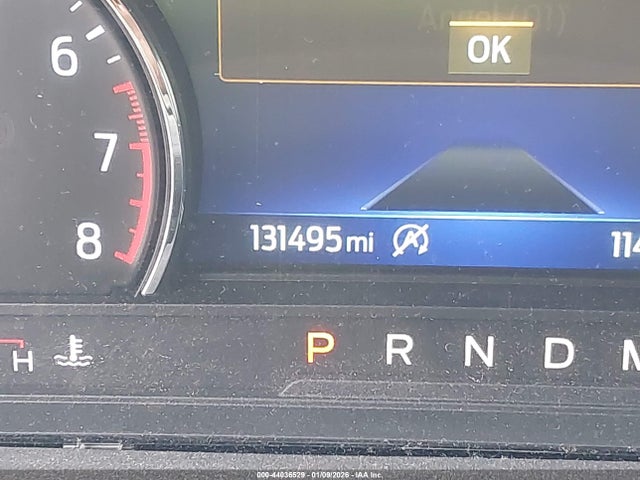 OK
6
7
8
131495 mi
H
P R N D M
000-44036529 - 01/09/2026 - IAA Inc.